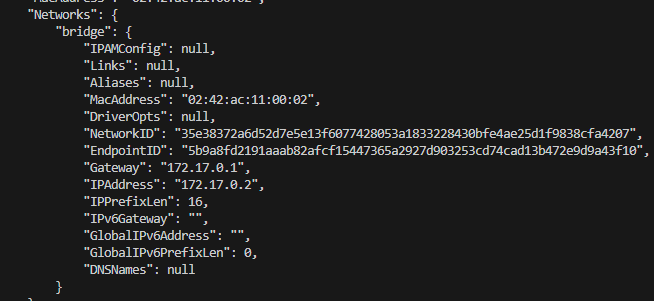 "Networks": {
"bridge": {
"IPAMConfig": null,
"Links": null,
"Aliases": null,
"MacAddress": "02:42:ac:11:00:02",
"DriverOpts": null,
"NetworkID": "35e38372a6d52d7e5e13f6077428053a1833228430bfe4ae25d1f9838cfa4207",
"EndpointID": "5b9a8fd2191aaab82afcf15447365a2927d903253cd74cad13b472e9d9a43f10",
"Gateway": "172.17.0.1",
"IPAddress": "172.17.0.2",
"IPPrefixLen": 16,
"IPv6Gateway": "",
"GlobalIPv6Address": "",
"GlobalIPv6PrefixLen": 0,
"DNSNames": null
}